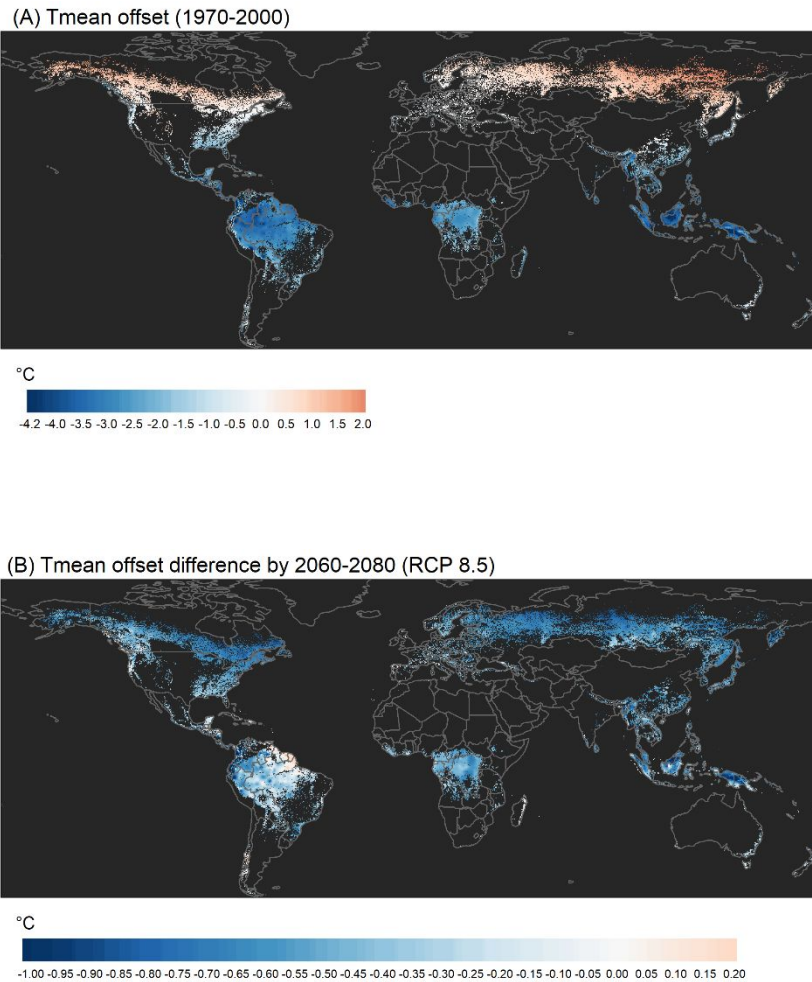 (A) Tmean offset (1970-2000)
°C
-4.2 -4.0 -3.5 -3.0 -2.5 -2.0 -1.5 -1.0 -0.5 0.0 0.5 1.0 1.5 2.0
(B) Tmean offset difference by 2060-2080 (RCP 8.5)
°C
-1.00 -0.95 -0.90 -0.85 -0.80 -0.75 -0.70 -0.65 -0.60 -0.55 -0.50 -0.45 -0.40 -0.35 -0.30 -0.25 -0.20 -0.15 -0.10 -0.05 0.00 0.05 0.10 0.15 0.20